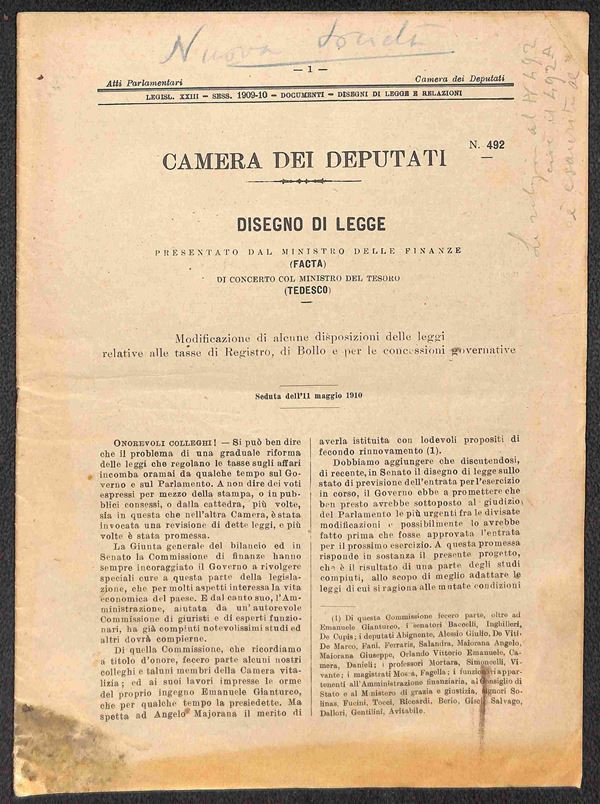 Nuova Società
— 1 —
Atti Parlamentari Camera dei Deputati
LEGISL. XXIII – SESS. 1909-10 – DOCUMENTI – DISEGNI DI LEGGE E RELAZIONI
N. 492
CAMERA DEI DEPUTATI
DISEGNO DI LEGGE
PRESENTATO DAL MINISTRO DELLE FINANZE
(FACTA)
DI CONCERTO COL MINISTRO DEL TESORO
(TEDESCO)
Modificazione di alcune disposizioni delle leggi
relative alle tasse di Registro, di Bollo e per le concessioni governative
Seduta dell'11 maggio 1910
ONOREVOLI COLLEGHI! — Si può ben dire
che il problema di una graduale riforma
delle leggi che regolano le tasse sugli affari
incomba oramai da qualche tempo sul Go-
verno e sul Parlamento. A non dire dei voti
espressi per mezzo della stampa, o in pub-
blici consessi, o dalla cattedra, più volte,
sia in questa che nell'altra Camera, è stata
invocata una revisione di dette leggi, e più
volte è stata promessa.
La Giunta generale del bilancio ed in
Senato la Commissione di finanze hanno
sempre incoraggiato il Governo a rivolgere
speciali cure a questa parte della legisla-
zione, che per molti aspetti interessa la vita
economica del paese. E dal canto suo, l'Am-
ministrazione, aiutata da un'autorevole
Commissione di giuristi e di esperti funzio-
nari, ha già compiuti notevolissimi studi ed
altri dovrà compierne.
Di quella Commissione, che ricordiamo
a titolo d'onore, fecero parte alcuni nostri
colleghi e taluni membri della Camera vita-
lizia; ed ai suoi lavori impresse le orme
del proprio ingegno Emanuele Gianturco,
che per qualche tempo la presiedette. Ma
spetta ad Angelo Majorana il merito di
averla istituita con lodevoli propositi di
fecondo rinnovamento (1).
Dobbiamo aggiungere che discutendosi,
di recente, in Senato il disegno di legge sullo
stato di previsione dell'entrata per l'esercizio
in corso, il Governo ebbe a promettere che
ben presto avrebbe sottoposto al giudizio
del Parlamento le più urgenti fra le divisate
modificazioni e possibilmente lo avrebbe
fatto prima che fosse approvata l'entrata
per il prossimo esercizio. A questa promessa
risponde in sostanza il presente progetto,
che è il risultato di una parte degli studi
compiuti, allo scopo di meglio adattare le
leggi di cui si ragiona alle mutate condizioni
(1) Di questa Commissione fecero parte, oltre ad
Emanuele Gianturco, i senatori Baccelli, Inghilleri,
De Cupis; i deputati Abignente, Alessio Giulio, De Viti-
De Marco, Fani, Ferraris, Salandra, Maiorana Angelo,
Maiorana Giuseppe, Orlando Vittorio Emanuele, Ca-
mera, Danieli; i professori Mortara, Simoncelli, Vi-
vante; i magistrati Fagella; i funzionari appar-
tenenti all'Amministrazione finanziaria, al Consiglio di
Stato e al Ministero di grazia e giustizia, signori So-
linas, Fucini, Tocci, Riccardi, Berio, Salvago,
Dallori, Gentilini, Avitabile.
al N 492